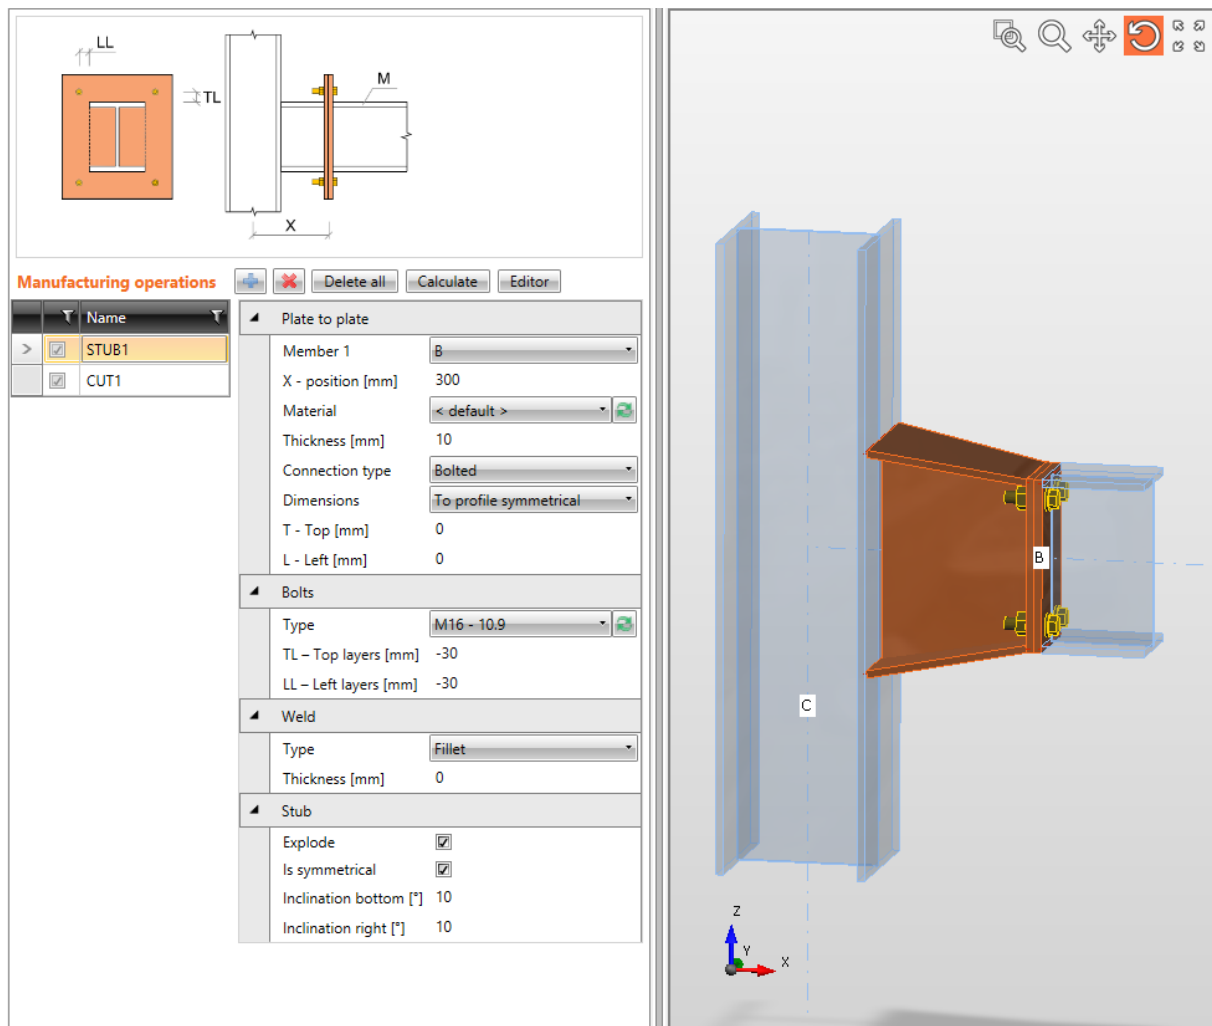 LL
TL
M
X
Manufacturing operations
Delete all
Calculate
Editor
Name
STUB1
CUT1
Plate to plate
Member 1 B
X - position [mm] 300
Material < default >
Thickness [mm] 10
Connection type Bolted
Dimensions To profile symmetrical
T - Top [mm] 0
L - Left [mm] 0
Bolts
Type M16 - 10.9
TL – Top layers [mm] -30
LL – Left layers [mm] -30
Weld
Type Fillet
Thickness [mm] 0
Stub
Explode
Is symmetrical
Inclination bottom [°] 10
Inclination right [°] 10
B
C
Z
Y
X